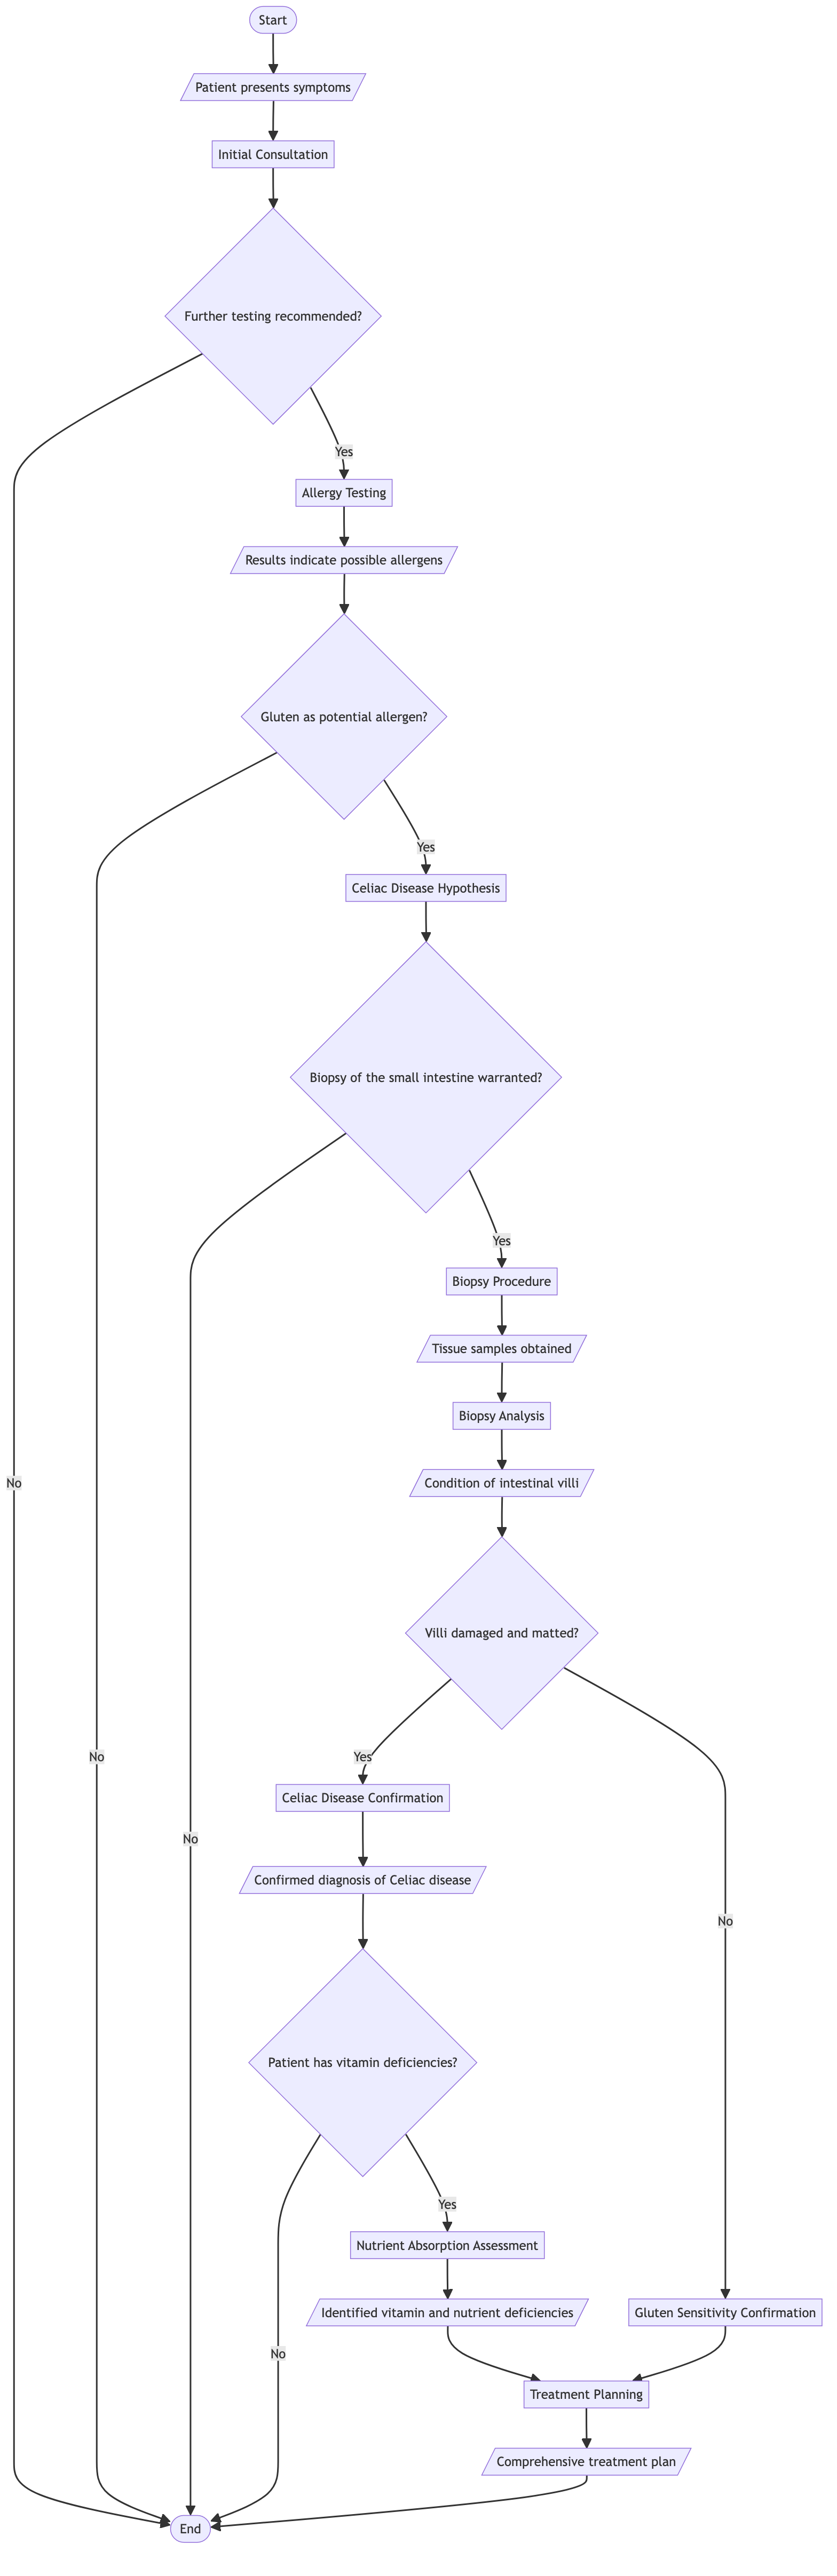 Start
Patient presents symptoms
Initial Consultation
Further testing recommended?
Yes
Allergy Testing
Results indicate possible allergens
Gluten as potential allergen?
Yes
Celiac Disease Hypothesis
Biopsy of the small intestine warranted?
Yes
Biopsy Procedure
Tissue samples obtained
Biopsy Analysis
No
Condition of intestinal villi
Villi damaged and matted?
No
Yes
Celiac Disease Confirmation
No
Confirmed diagnosis of Celiac disease
No
Patient has vitamin deficiencies?
Yes
Nutrient Absorption Assessment
Identified vitamin and nutrient deficiencies
Gluten Sensitivity Confirmation
No
Treatment Planning
Comprehensive treatment plan
End